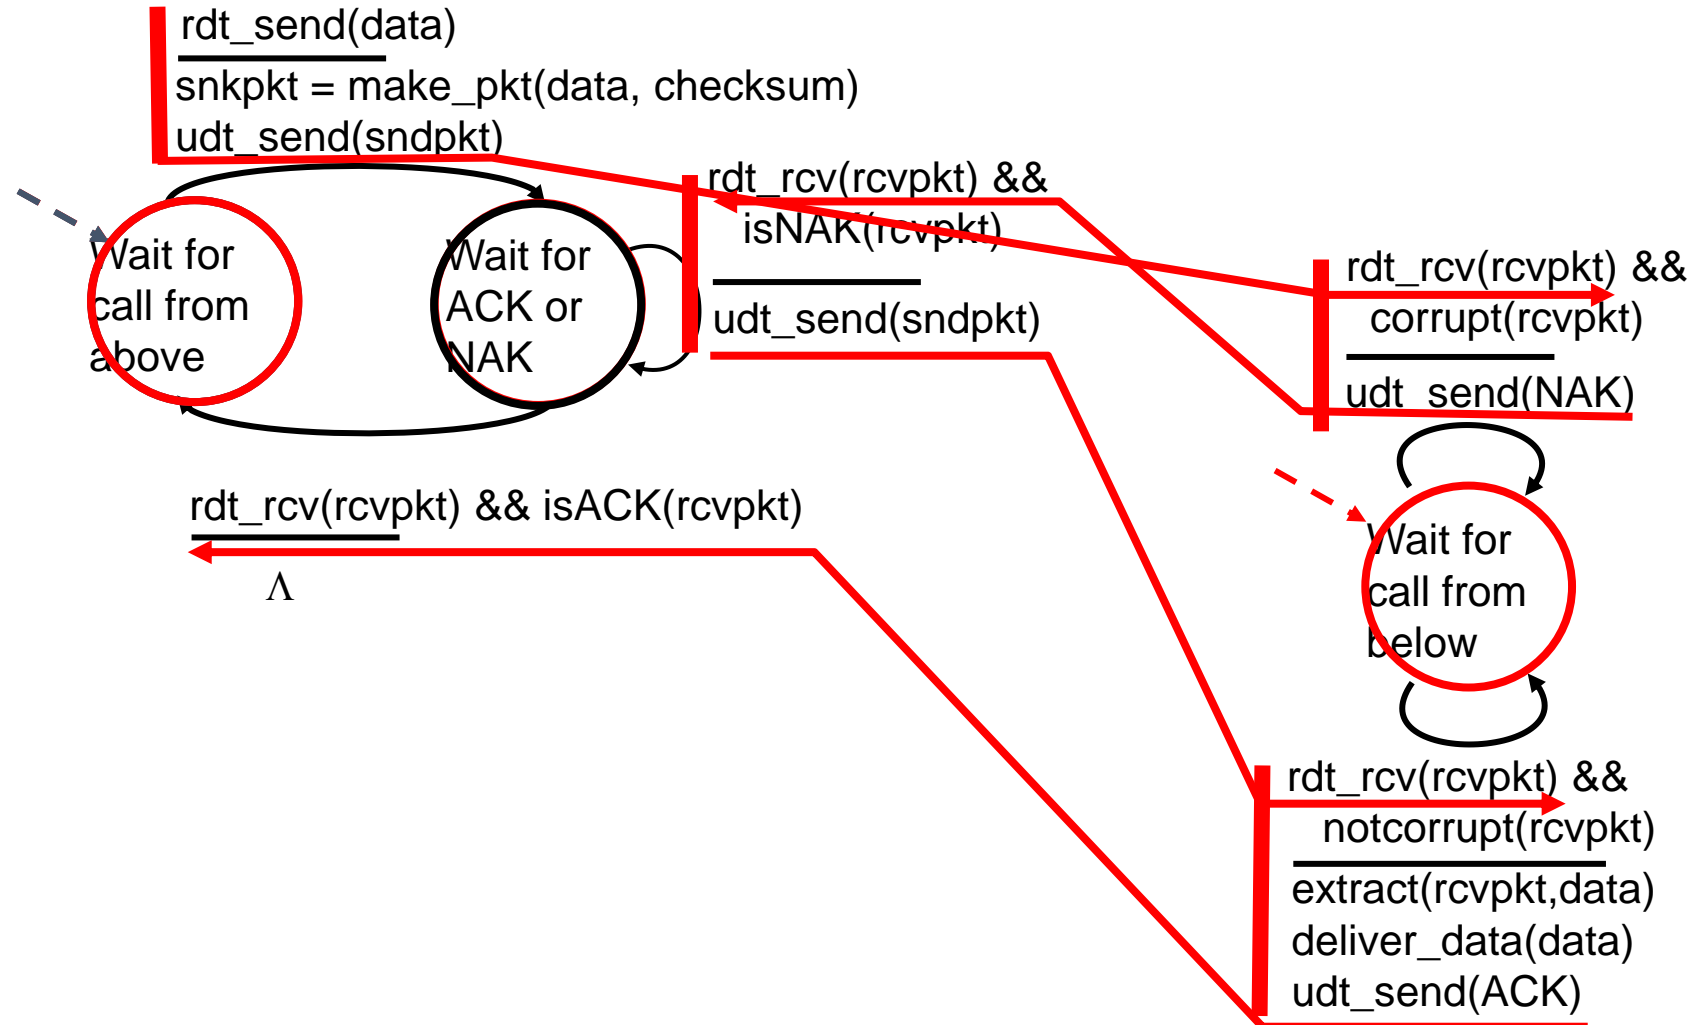 rdt_send(data)
snkpkt = make_pkt(data, checksum)
udt_send(sndpkt)
Wait for
call from
above
Wait for
ACK or
NAK
rdt_rcv(rcvpkt) &&
isNAK(rcvpkt)
udt_send(sndpkt)
rdt_rcv(rcvpkt) && isACK(rcvpkt)
Λ
rdt_rcv(rcvpkt) &&
corrupt(rcvpkt)
udt_send(NAK)
Wait for
call from
below
rdt_rcv(rcvpkt) &&
notcorrupt(rcvpkt)
extract(rcvpkt,data)
deliver_data(data)
udt_send(ACK)